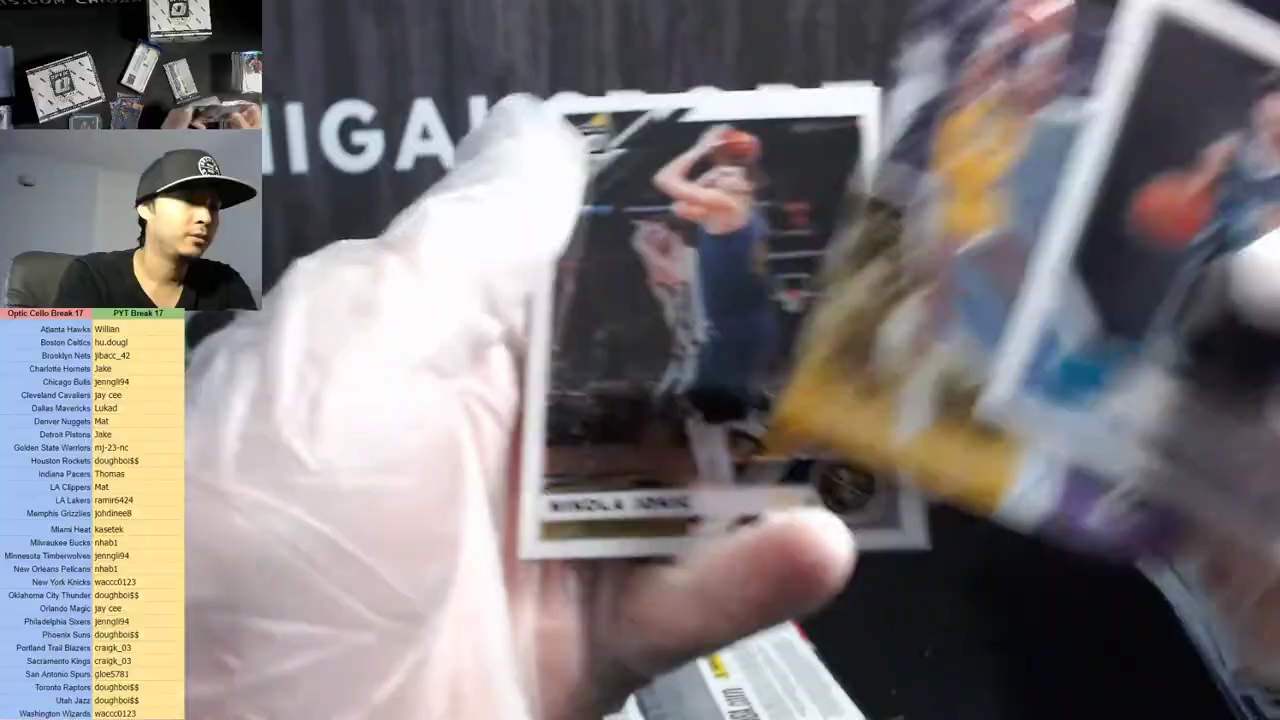 Optic Cello Break 17 PYT Break 17
Atlanta Hawks Willian
Boston Celtics hu.dougl
Brooklyn Nets jibacc_42
Charlotte Hornets Jake
Chicago Bulls jenngli94
Cleveland Cavaliers jay cee
Dallas Mavericks Lukad
Denver Nuggets Mat
Detroit Pistons Jake
Golden State Warriors mj-23-nc
Houston Rockets doughboi$$
Indiana Pacers Thomas
LA Clippers Mat
LA Lakers ramir6424
Memphis Grizzlies johdinee8
Miami Heat kasetek
Milwaukee Bucks nhab1
Minnesota Timberwolves jenngli94
New Orleans Pelicans nhab1
New York Knicks waccc0123
Oklahoma City Thunder doughboi$$
Orlando Magic jay cee
Philadelphia Sixers jenngli94
Phoenix Suns doughboi$$
Portland Trail Blazers craigk_03
Sacramento Kings craigk_03
San Antonio Spurs gloe5781
Toronto Raptors doughboi$$
Utah Jazz doughboi$$
Washington Wizards waccc0123
NIKOLA JOKIC